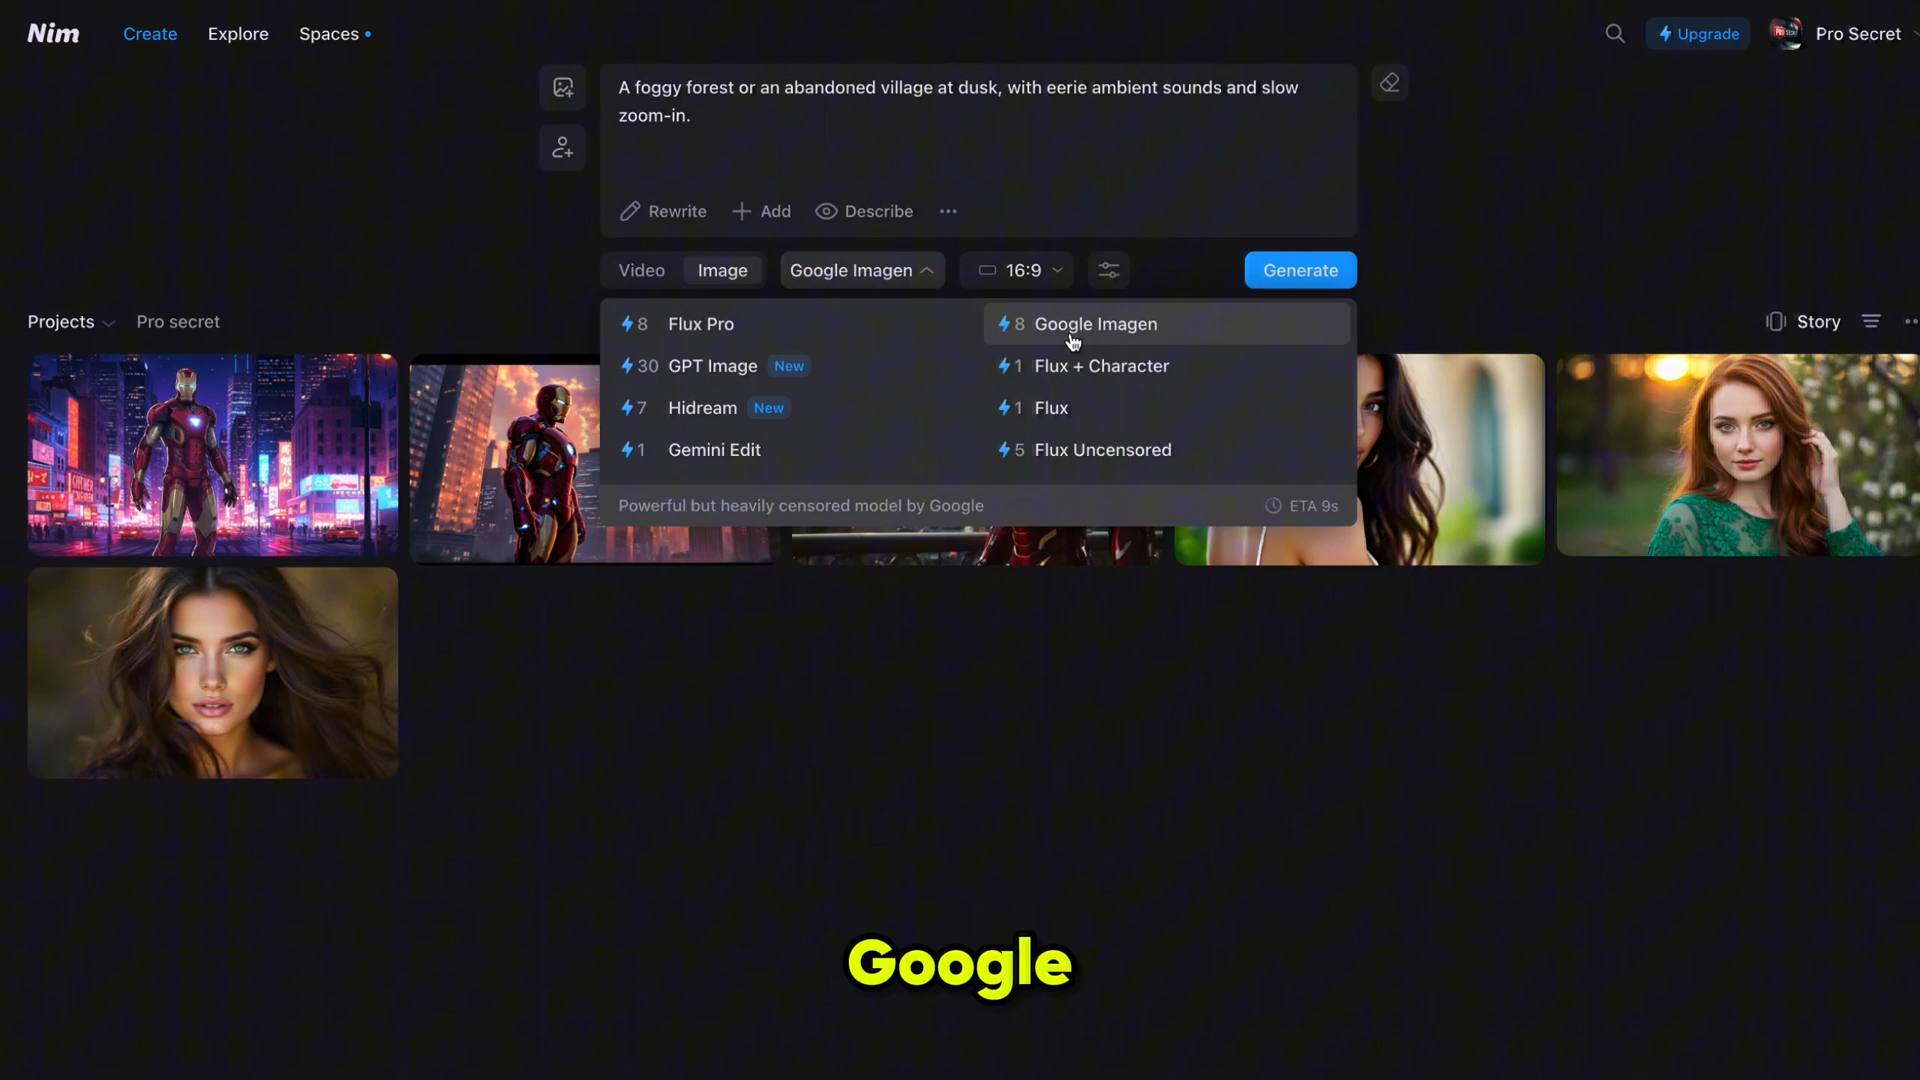 Nim
Create
Explore
Spaces
Upgrade
Pro Secret
A foggy forest or an abandoned village at dusk, with eerie ambient sounds and slow
zoom-in.
Rewrite
Add
Describe
Video
Image
Google Imagen
16:9
Generate
Projects
Pro secret
Story
8 Flux Pro
8 Google Imagen
30 GPT Image New
1 Flux + Character
7 Hidream New
1 Flux
1 Gemini Edit
5 Flux Uncensored
Powerful but heavily censored model by Google
ETA 9s
Google